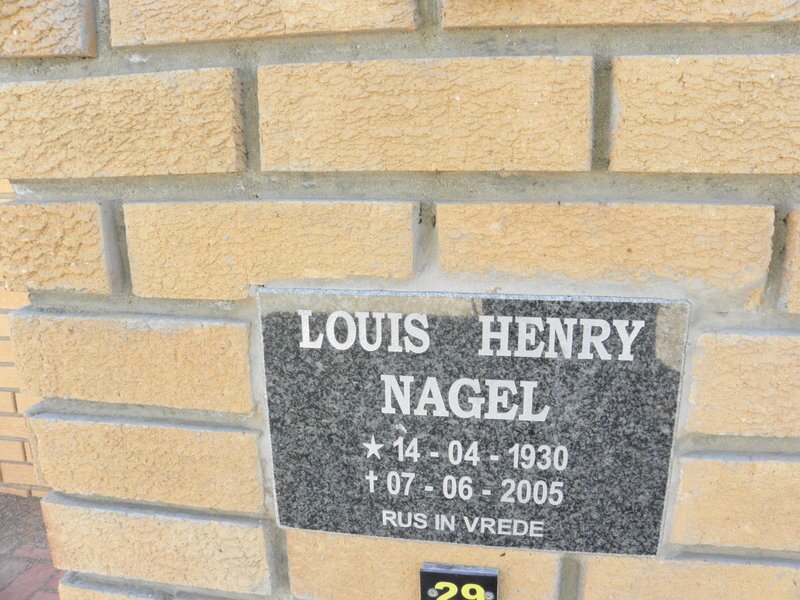 LOUIS HENRY
NAGEL
★ 14 - 04 - 1930
† 07 - 06 - 2005
RUS IN VREDE
29